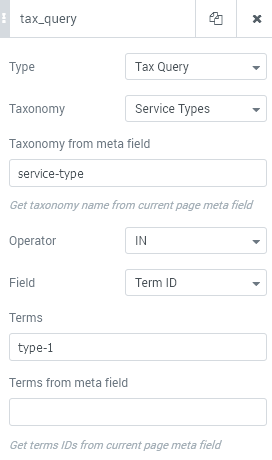 tax_query
Type Tax Query
Taxonomy Service Types
Taxonomy from meta field
service-type
Get taxonomy name from current page meta field
Operator IN
Field Term ID
Terms
type-1
Terms from meta field
Get terms IDs from current page meta field